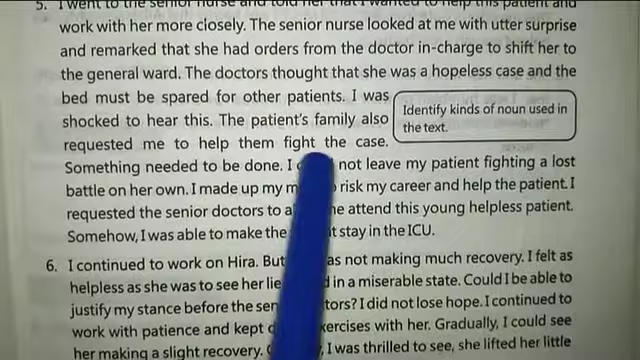 5. I went to the senior nurse and told her that I wanted to help this patient and
work with her more closely. The senior nurse looked at me with utter surprise
and remarked that she had orders from the doctor in-charge to shift her to
the general ward. The doctors thought that she was a hopeless case and the
bed must be spared for other patients. I was
shocked to hear this. The patient's family also
requested me to help them fight the case.
Identify kinds of noun used in
the text.
Something needed to be done. I not leave my patient fighting a lost
battle on her own. I made up my risk my career and help the patient. I
requested the senior doctors to attend this young helpless patient.
Somehow, I was able to make the stay in the ICU.
6. I continued to work on Hira. But as not making much recovery. I felt as
helpless as she was to see her in a miserable state. Could I be able to
justify my stance before the I did not lose hope. I continued to
work with patience and kept with her. Gradually, I could see
her making a slight recovery. I was thrilled to see, she lifted her little